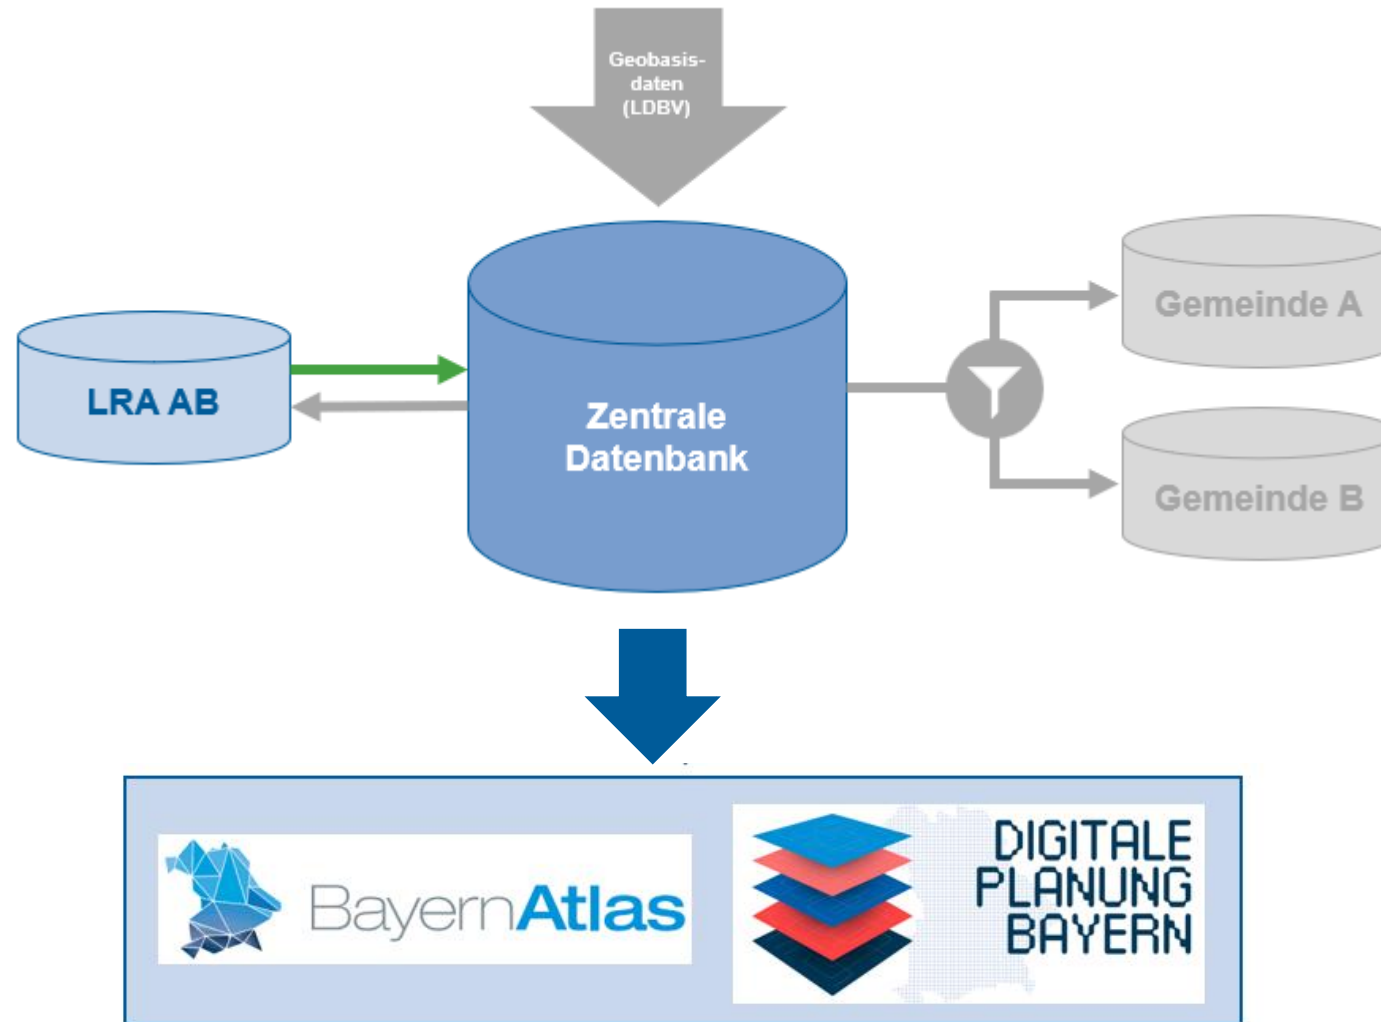 Geobasis-
daten
(LDBV)
LRA AB
Zentrale
Datenbank
Gemeinde A
Gemeinde B
BayernAtlas
DIGITALE
PLANUNG
BAYERN